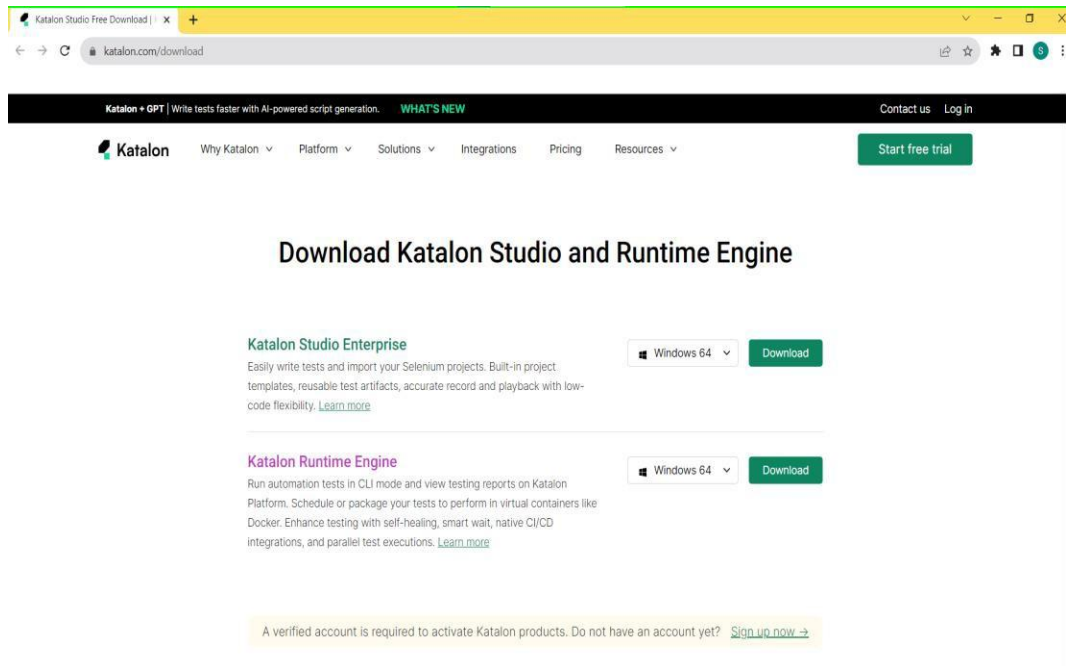 Katalon Studio Free Download |
katalon.com/download
S
Katalon + GPT | Write tests faster with AI-powered script generation. WHAT'S NEW Contact us Log in
Katalon Why Katalon Platform Solutions Integrations Pricing Resources Start free trial
Download Katalon Studio and Runtime Engine
Katalon Studio Enterprise
Windows 64 Download
Easily write tests and import your Selenium projects. Built-in project
templates, reusable test artifacts, accurate record and playback with low-
code flexibility. Learn more
Katalon Runtime Engine
Windows 64 Download
Run automation tests in CLI mode and view testing reports on Katalon
Platform. Schedule or package your tests to perform in virtual containers like
Docker. Enhance testing with self-healing, smart wait, native CI/CD
integrations, and parallel test executions. Learn more
A verified account is required to activate Katalon products. Do not have an account yet? Sign up now →